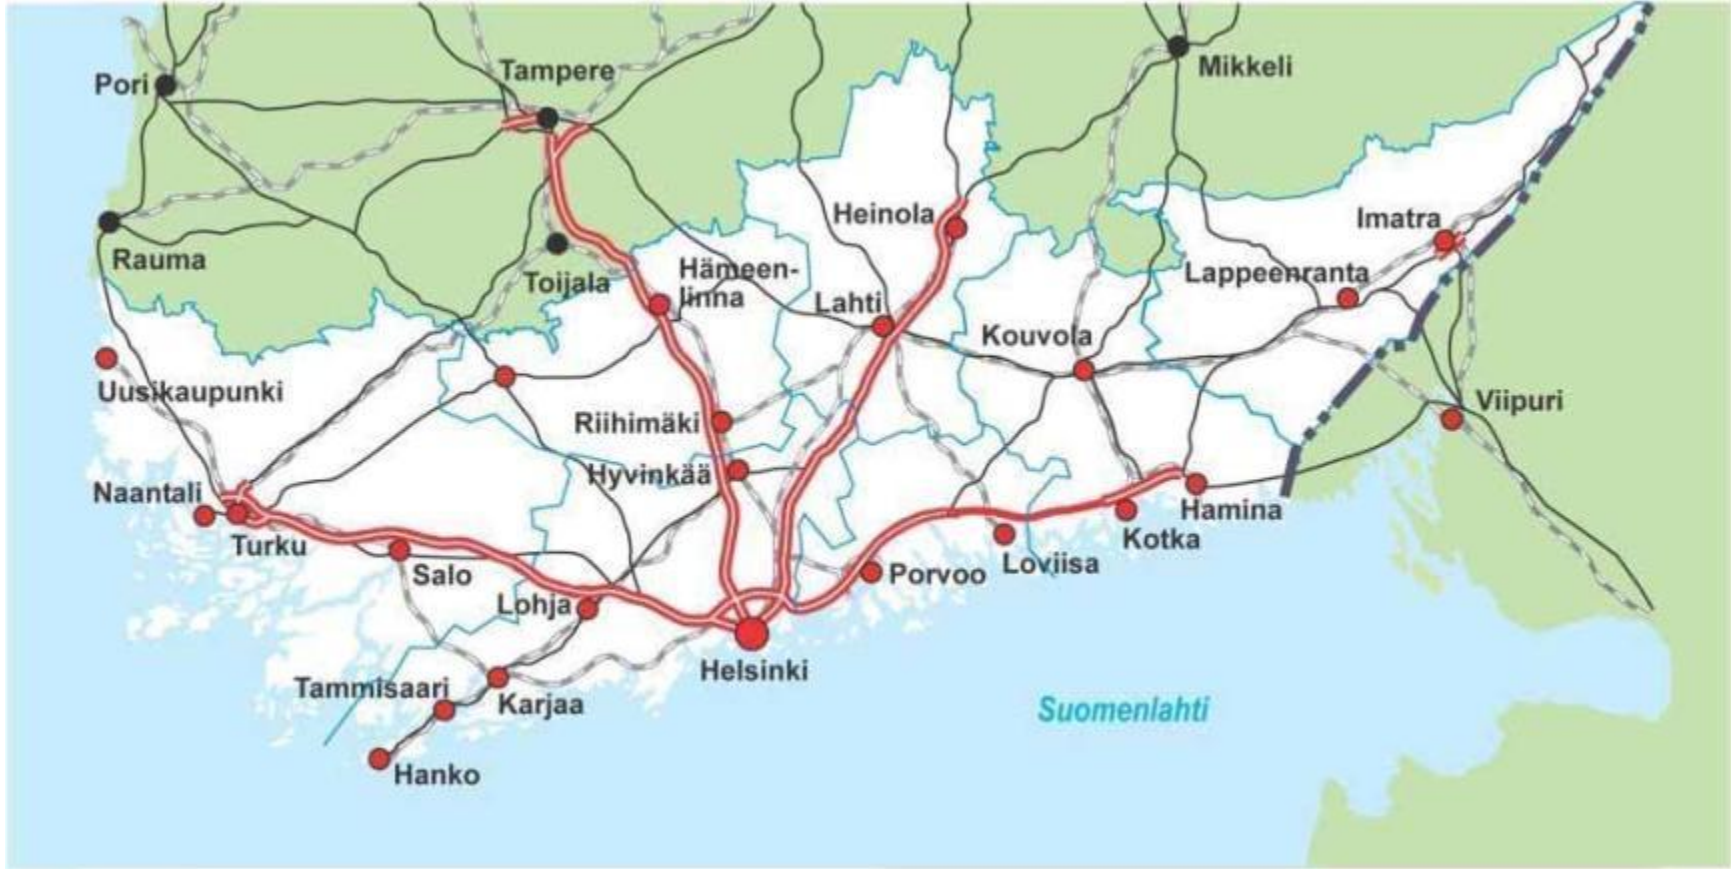 Tampere
Mikkeli
Pori
Heinola
Imatra
Rauma
Toijala
Hämeen-
linna
Lappeenranta
Lahti
Kouvola
Uusikaupunki
Riihimäki
Viipuri
Hyvinkää
Naantali
Hamina
Turku
Kotka
Salo
Porvoo
Loviisa
Lohja
Helsinki
Tammisaari
Karjaa
Suomenlahti
Hanko